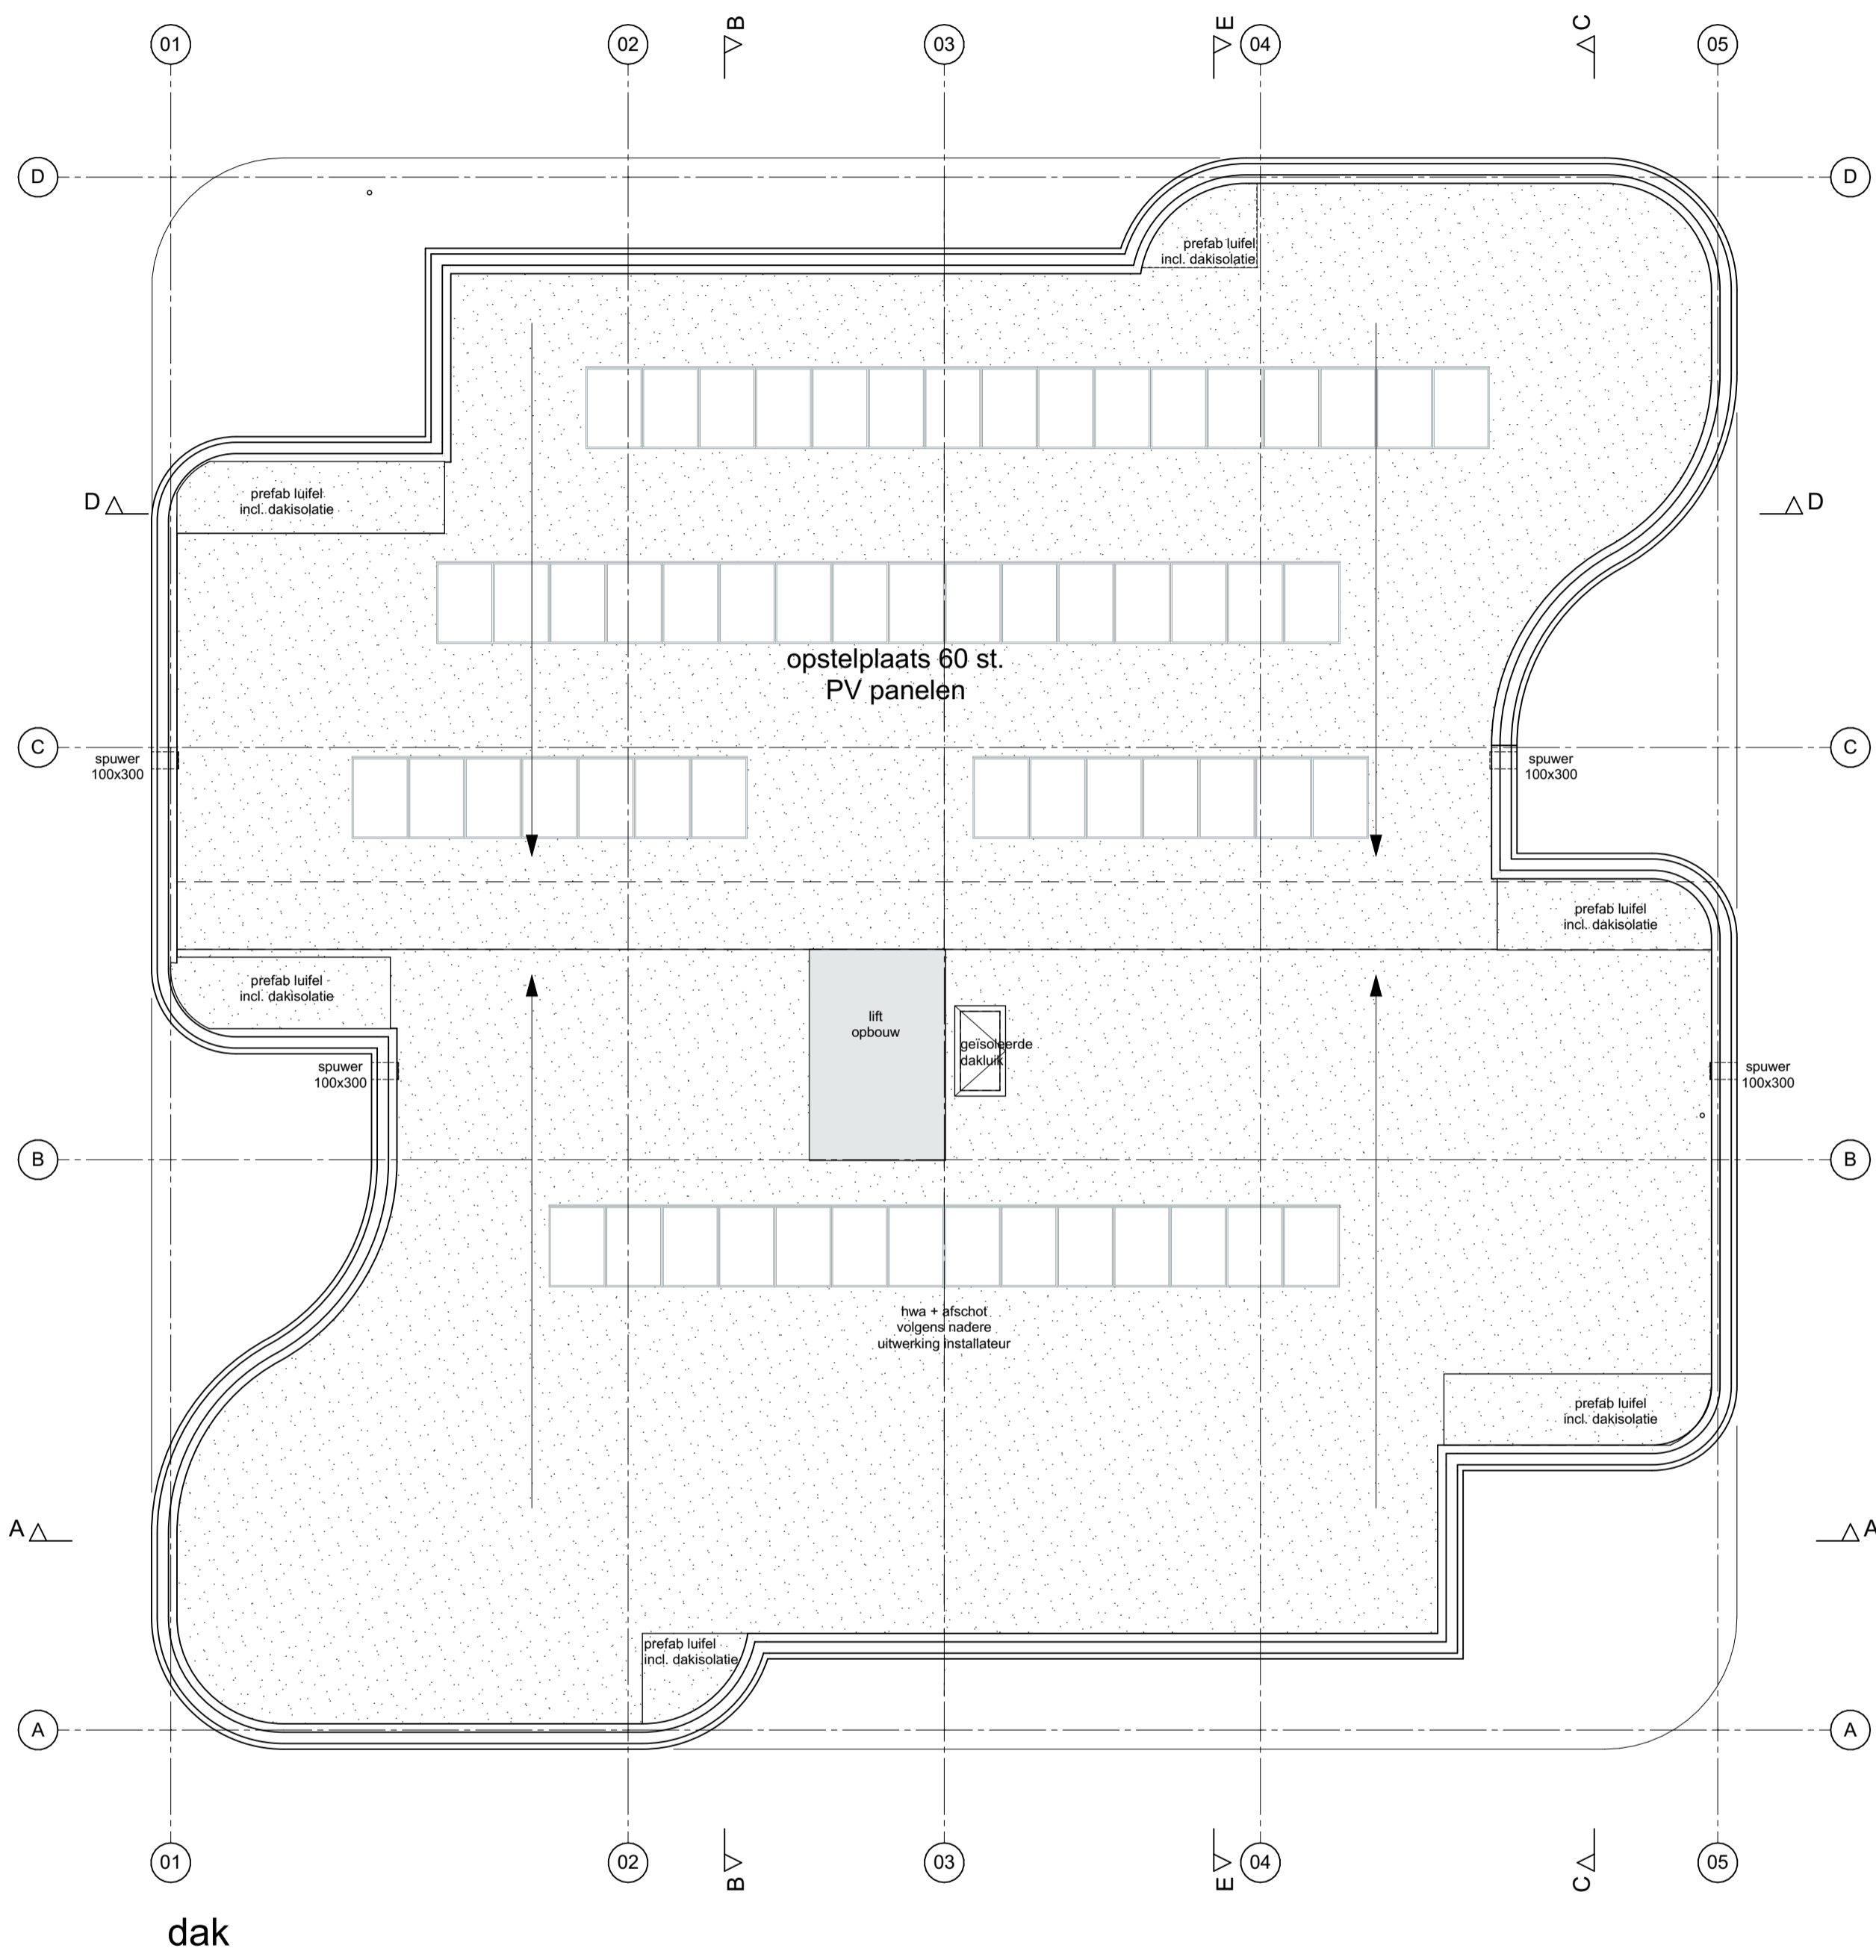 B
E
C
01
02
03
04
05
D
D
prefab luifel
incl. dakisolatie
prefab luifel
incl. dakisolatie
D
D
opstelplaats 60 st.
PV panelen
C
C
spuwer
100x300
spuwer
100x300
prefab luifel
incl. dakisolatie
prefab luifel
incl. dakisolatie
lift
opbouw
geïsoleerde
dakluik
spuwer
100x300
spuwer
100x300
B
B
hwa + afschot
volgens nadere
uitwerking installateur
prefab luifel
incl. dakisolatie
A
A
prefab luifel
incl. dakisolatie
A
A
01
02
03
04
05
B
E
C
dak